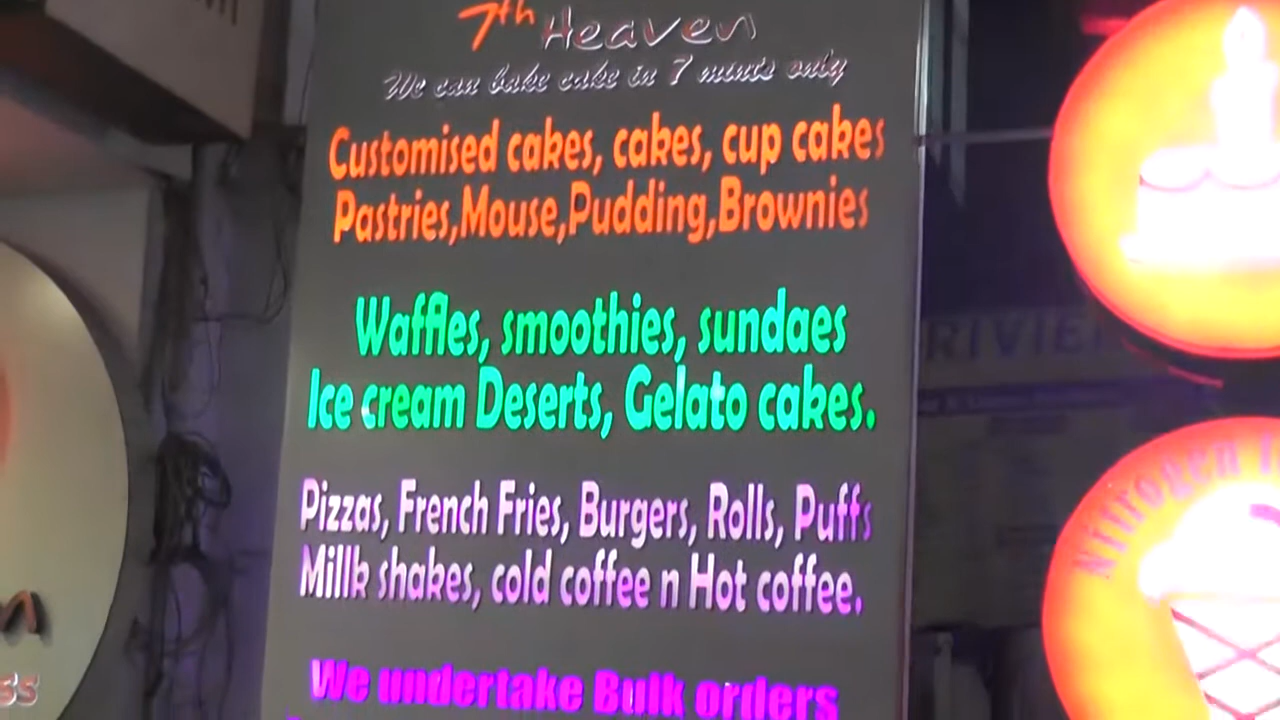 7th Heaven
We can bake cake in 7 mints only
Customised cakes, cakes, cup cakes
Pastries,Mouse,Pudding,Brownies
Waffles, smoothies, sundaes
Ice cream Deserts, Gelato cakes.
Pizzas, French Fries, Burgers, Rolls, Puffs
Millk shakes, cold coffee n Hot coffee.
We undertake Bulk orders
Nitrogen